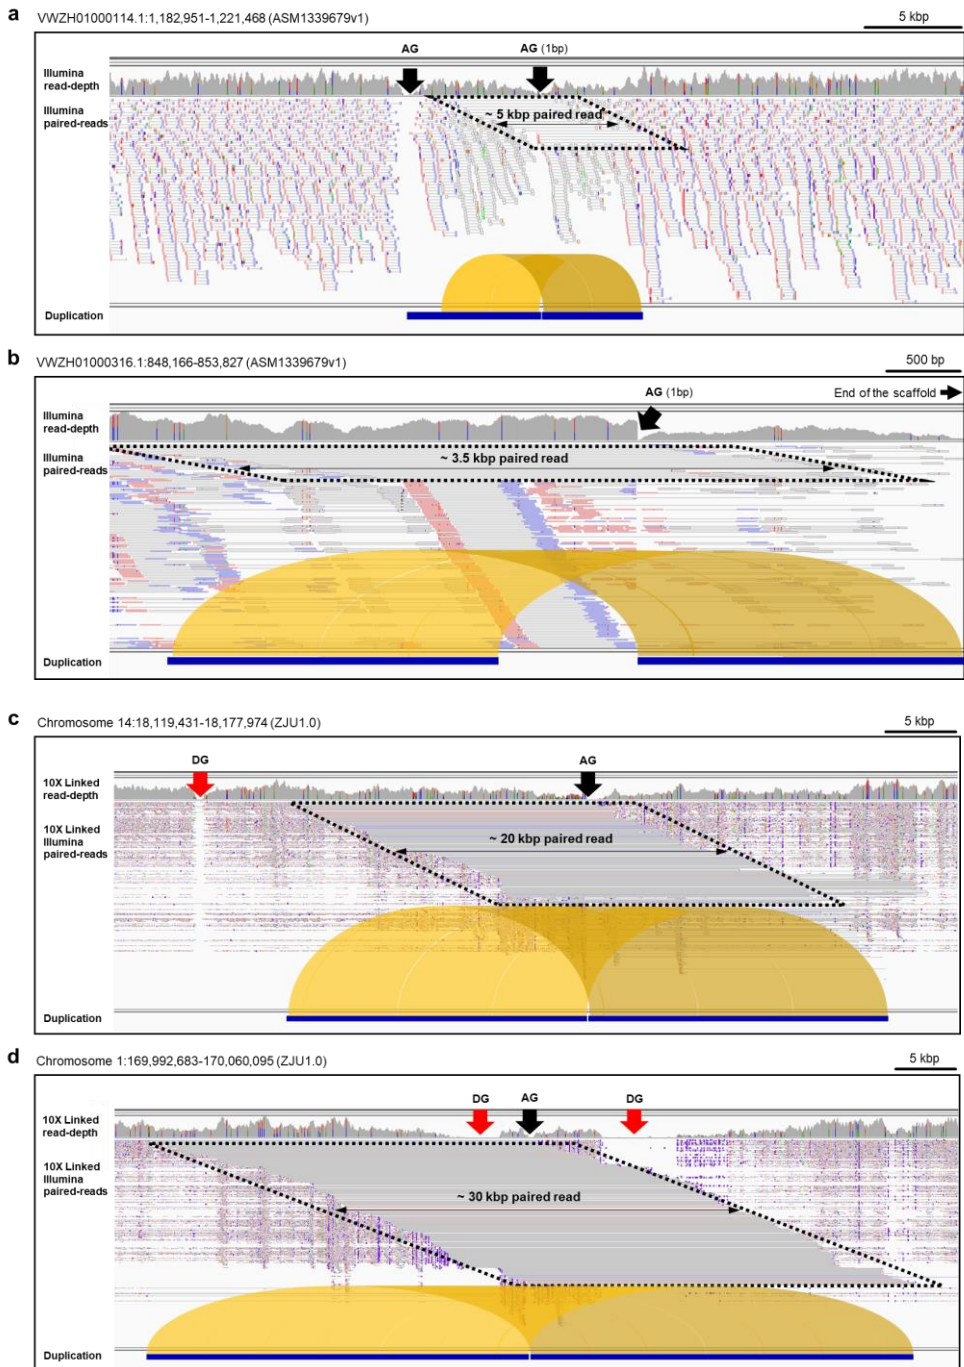 a VWZH01000114.1:1,182,951-1,221,468 (ASM1339679v1)
5 kbp
AG
AG (1bp)
Illumina
read-depth
Illumina
paired-reads
~ 5 kbp paired read
Duplication
b VWZH01000316.1:848,166-853,827 (ASM1339679v1)
500 bp
AG (1bp)
End of the scaffold
Illumina
read-depth
Illumina
paired-reads
~ 3.5 kbp paired read
Duplication
c Chromosome 14:18,119,431-18,177,974 (ZJU1.0)
5 kbp
DG
AG
10X Linked
read-depth
10X Linked
Illumina
paired-reads
~ 20 kbp paired read
Duplication
d Chromosome 1:169,992,683-170,060,095 (ZJU1.0)
5 kbp
DG
AG
DG
10X Linked
read-depth
10X Linked
Illumina
paired-reads
~ 30 kbp paired read
Duplication